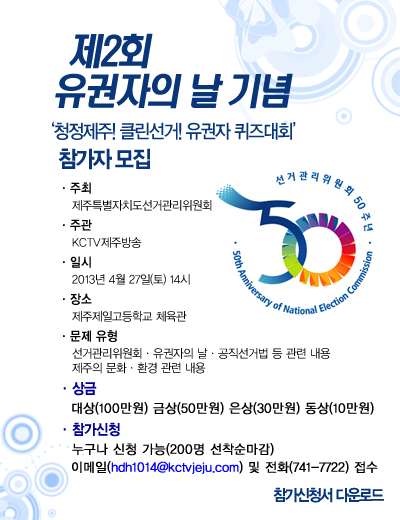 제2회
유권자의 날 기념
'청정제주! 클린선거! 유권자 퀴즈대회'
참가자 모집
· 주최
제주특별자치도선거관리위원회
· 주관
KCTV제주방송
· 일시
2013년 4월 27일(토) 14시
· 장소
제주제일고등학교 체육관
· 문제 유형
선거관리위원회 · 유권자의 날 · 공직선거법 등 관련 내용
제주의 문화 · 환경 관련 내용
선거관리위원회 50주년
50
· 50th Anniversary of National Election Commission ·
· 상금
대상(100만원) 금상(50만원) 은상(30만원) 동상(10만원)
· 참가신청
누구나 신청 가능(200명 선착순마감)
이메일(hdh1014@kctvjeju.com) 및 전화(741-7722) 접수
참가신청서 다운로드